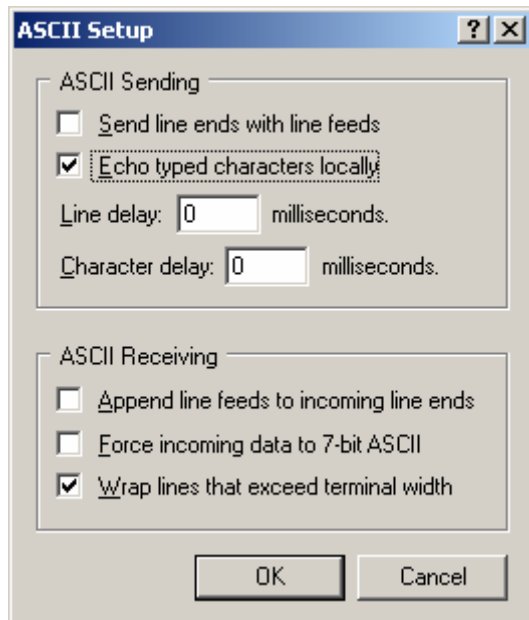 ASCII Setup
ASCII Sending
Send line ends with line feeds
Echo typed characters locally
Line delay: 0 milliseconds.
Character delay: 0 milliseconds.
ASCII Receiving
Append line feeds to incoming line ends
Force incoming data to 7-bit ASCII
Wrap lines that exceed terminal width
OK Cancel